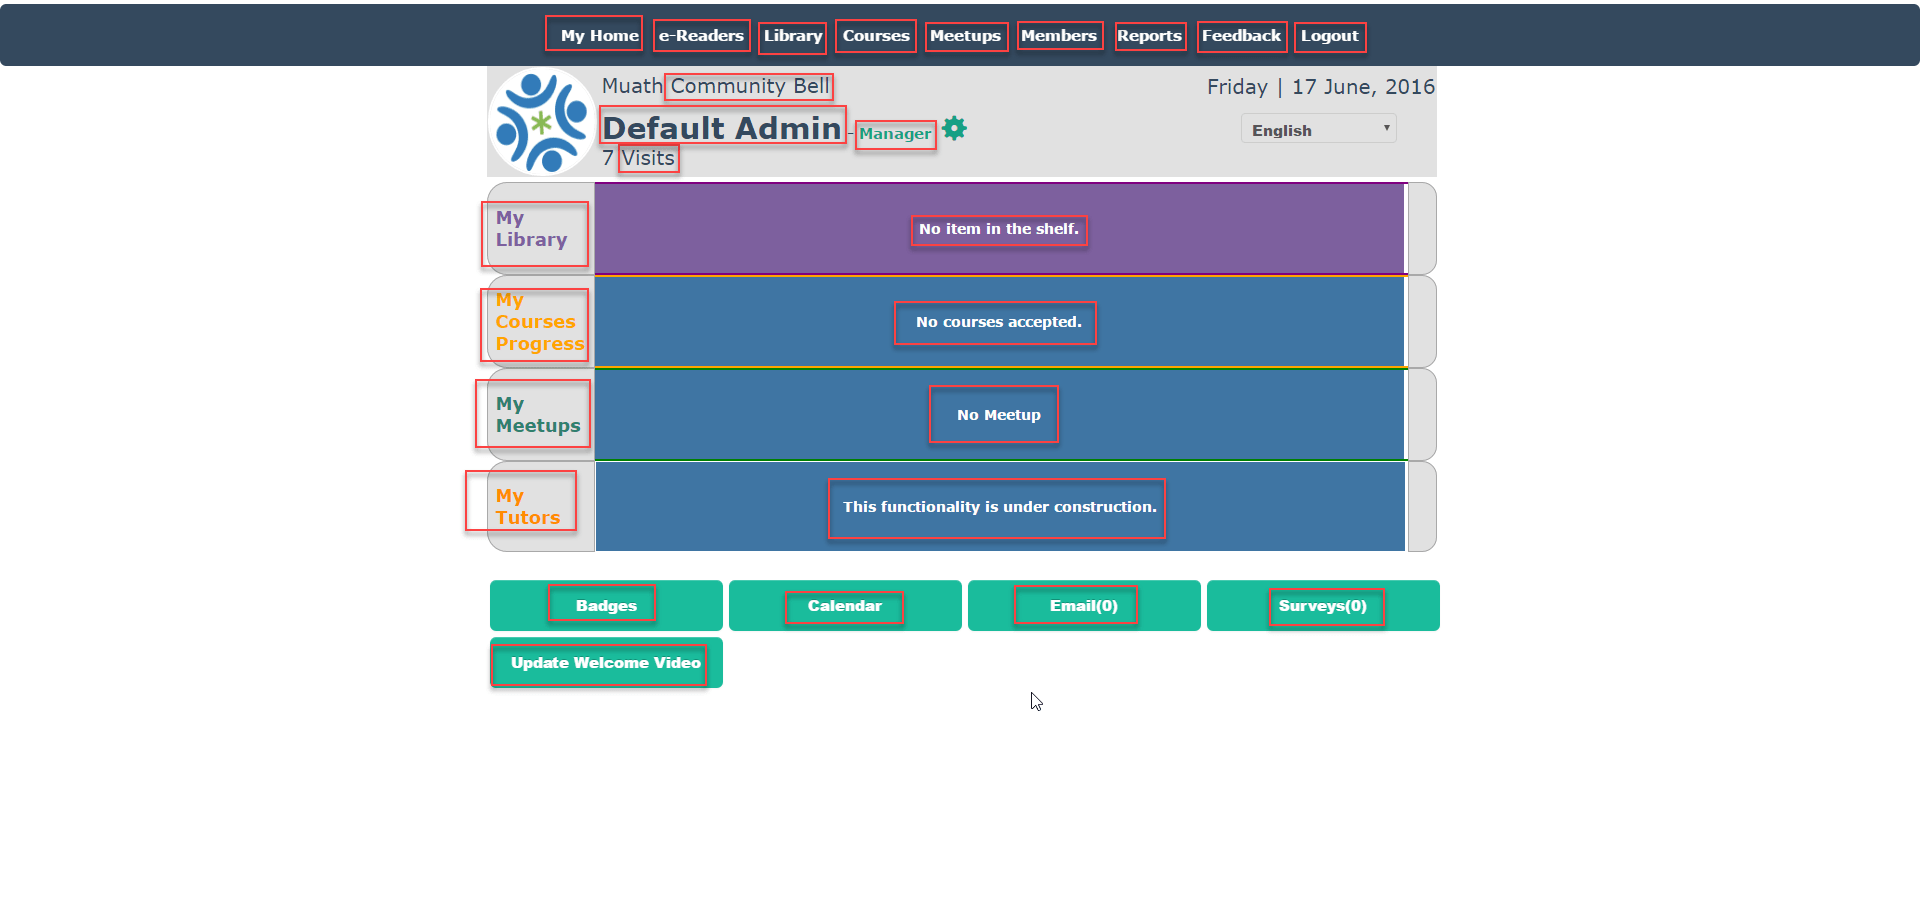 My Home e-Readers Library Courses Meetups Members Reports Feedback Logout
Muath Community Bell
Friday | 17 June, 2016
Default Admin - Manager
English
7 Visits
My
Library
No item in the shelf.
My
Courses
Progress
No courses accepted.
My
Meetups
No Meetup
My
Tutors
This functionality is under construction.
Badges Calendar Email(0) Surveys(0)
Update Welcome Video